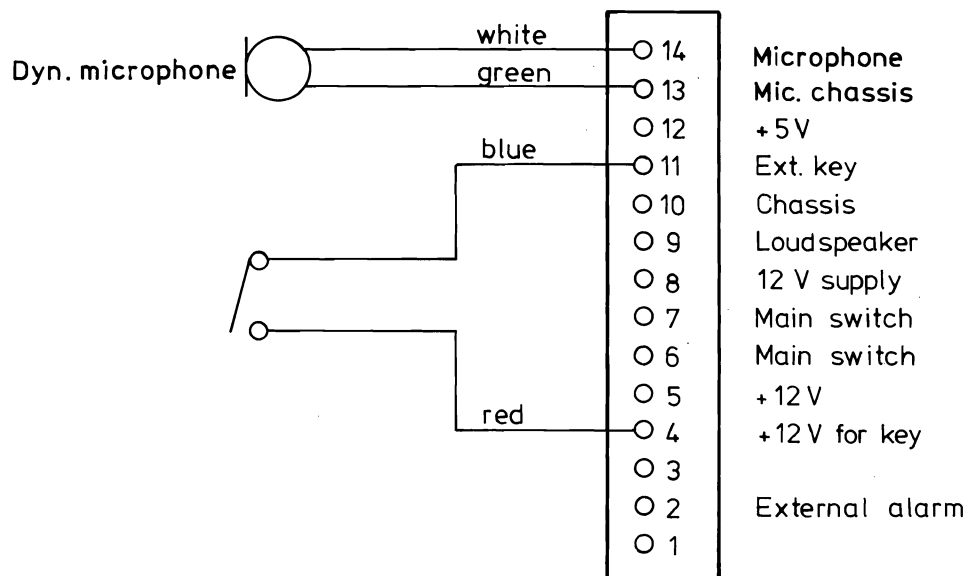 white
14 Microphone
Dyn. microphone
green
13 Mic. chassis
12 +5V
blue
11 Ext. key
10 Chassis
9 Loudspeaker
8 12 V supply
7 Main switch
6 Main switch
5 +12V
red
4 +12V for key
3
2 External alarm
1